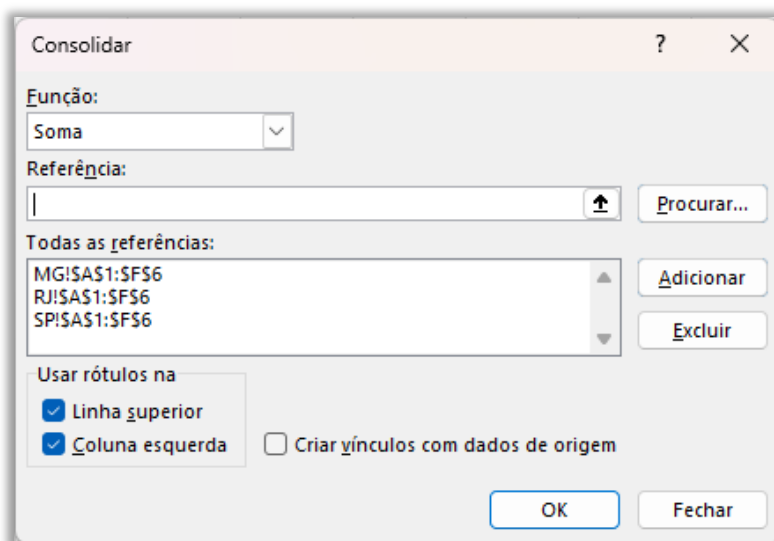 Consolidar ?
Função:
Soma
Referência:
Procurar...
Todas as referências:
MG!$A$1:$F$6
RJ!$A$1:$F$6
SP!$A$1:$F$6
Adicionar
Excluir
Usar rótulos na
Linha superior
Coluna esquerda
Criar vínculos com dados de origem
OK
Fechar